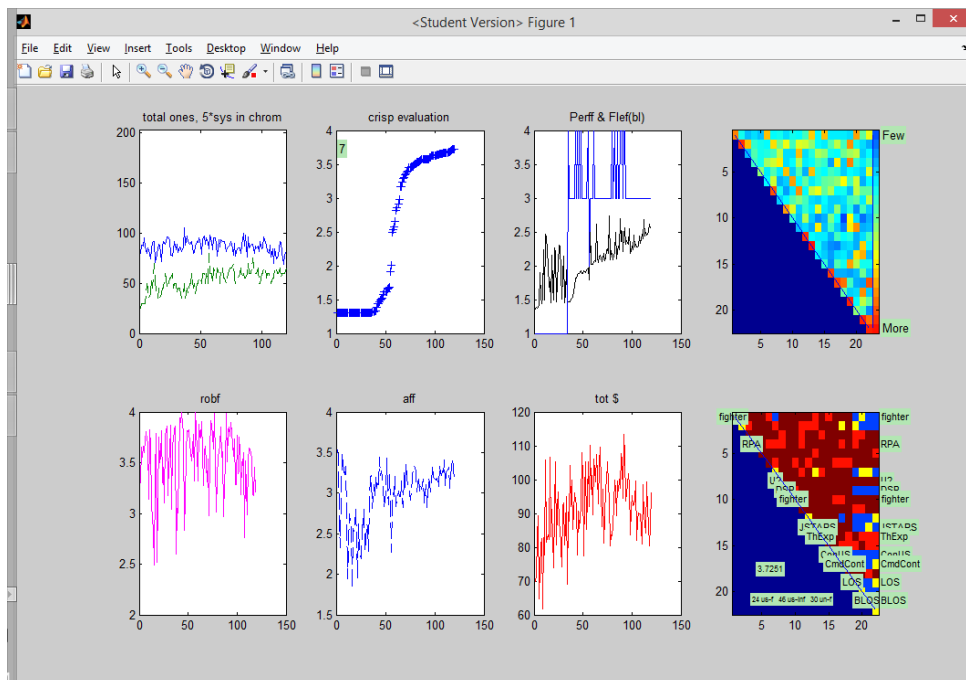 <Student Version> Figure 1
File Edit View Insert Tools Desktop Window Help
total ones, 5*sys in chrom
200
150
100
50
0
0 50 100
crisp evaluation
7
4
3.5
3
2.5
2
1.5
1
0 50 100 150
Perff & Flef(bl)
4
3.5
3
2.5
2
1.5
1
0 50 100 150
Few
More
5
10
15
20
5 10 15 20
robf
4
3.5
3
2.5
2
0 50 100 150
aff
4
3.5
3
2.5
2
1.5
0 50 100 150
tot $
120
110
100
90
80
70
60
0 50 100 150
5
10
15
20
fighter
RPA RPA
fighter fighter
JSTARS
ThExp ThExp
CmdCont CmdCont
LOS LOS
BLOS BLOS
3.7251
24 us-f 46 us-inf 30 un-f
5 10 15 20